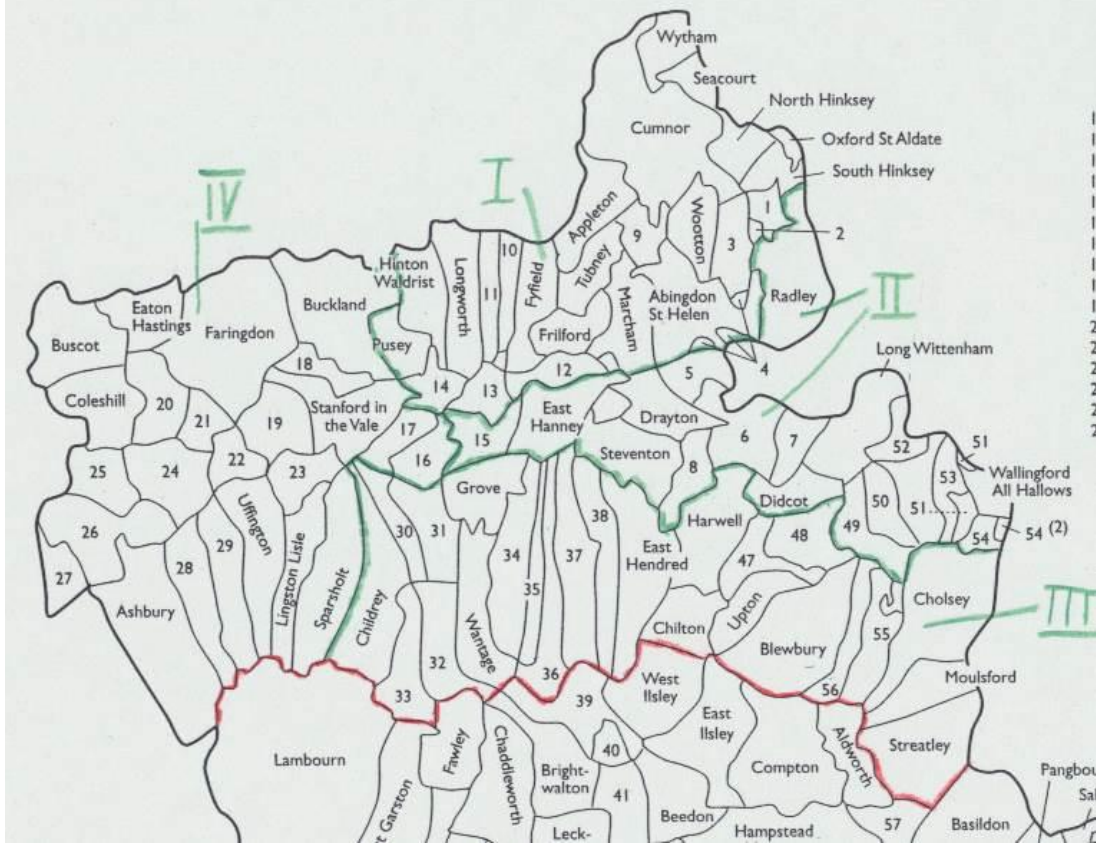 Wytham
Seacourt
North Hinksey
Cumnor
Oxford St Aldate
South Hinksey
IV
I
Appleton
Wootton
1
2
3
9
10
Hinton
Waldrist
Longworth
11
Fyfield
Tubney
Marcham
Abingdon
St Helen
Radley
II
Eaton
Hastings
Buckland
Buscot
Faringdon
Pusey
Frilford
Long Wittenham
18
14
13
12
5
4
Coleshill
20
21
19
Stanford in
the Vale
17
15
East
Hanney
Drayton
6
7
52
51
16
Steventon
8
53
Wallingford
All Hallows
25
24
22
23
Grove
Didcot
50
51
54
54 (2)
26
Uffington
30
31
38
Harwell
49
48
27
28
29
Lingston Lisle
Sparsholt
34
37
East
Hendred
47
Cholsey
III
Ashbury
Childrey
35
Upton
55
Chilton
Blewbury
32
Wantage
36
Moulsford
33
39
West
Ilsley
56
Lambourn
Fawley
Chaddleworth
40
East
Ilsley
Aldworth
Streatley
Bright-
walton
Compton
41
Garston
Leck-
Beedon
Hampstead
57
Basildon